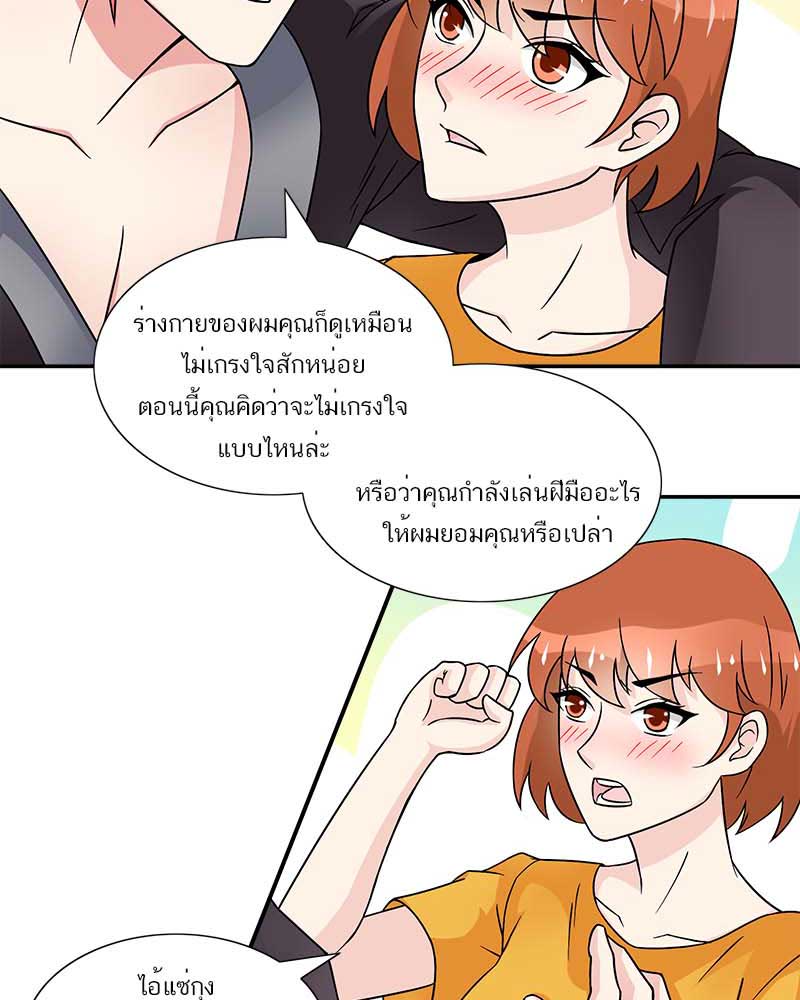 ร่างกายของผมคุณก็ดูเหมือน
ไม่เกรงใจสักหน่อย
ตอนนี้คุณคิดว่าจะไม่เกรงใจ
แบบไหนล่ะ
หรือว่าคุณกำลังเล่นฝีมืออะไร
ให้ผมยอมคุณหรือเปล่า
ไอ้แซ่กุง